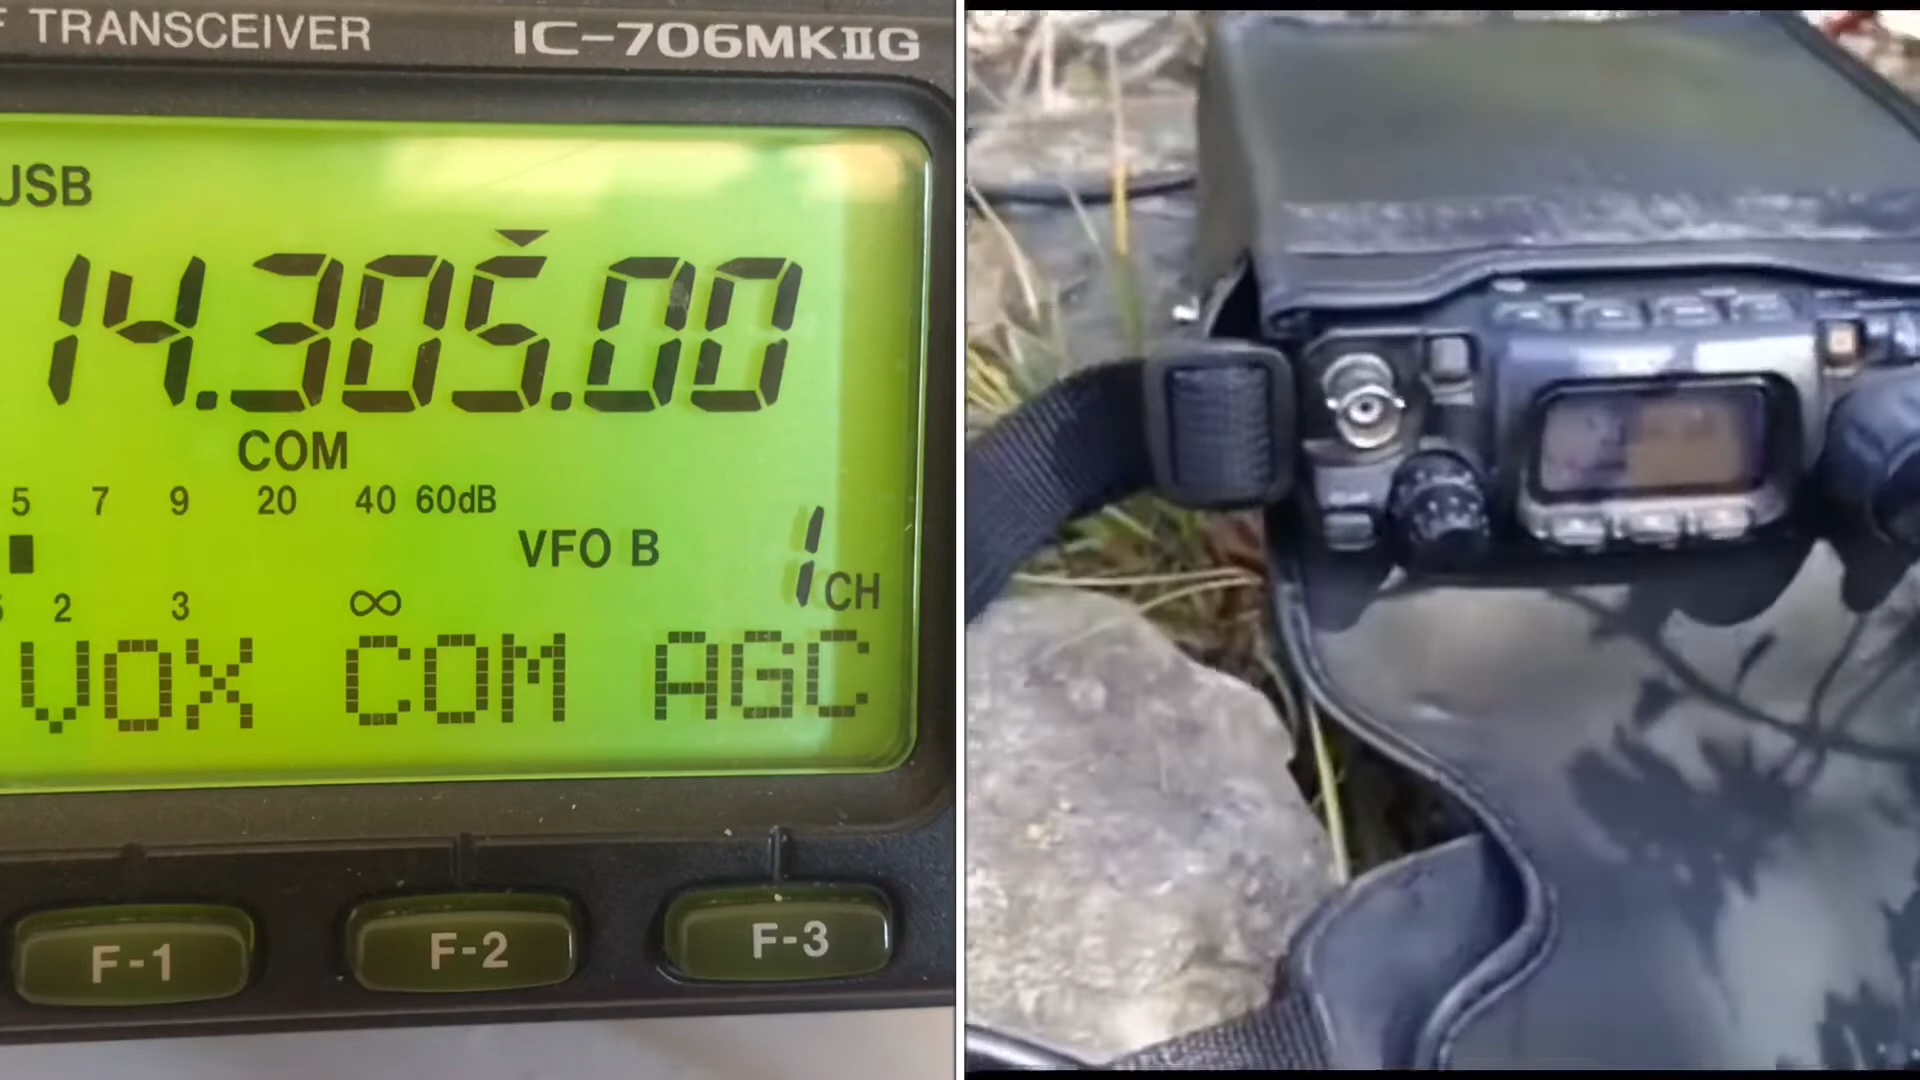 F TRANSCEIVER IC-706MKIIG
USB
14.305.00
COM
5 7 9 20 40 60dB
VFO B 1 CH
2 3 ∞
VOX COM AGC
F-1 F-2 F-3